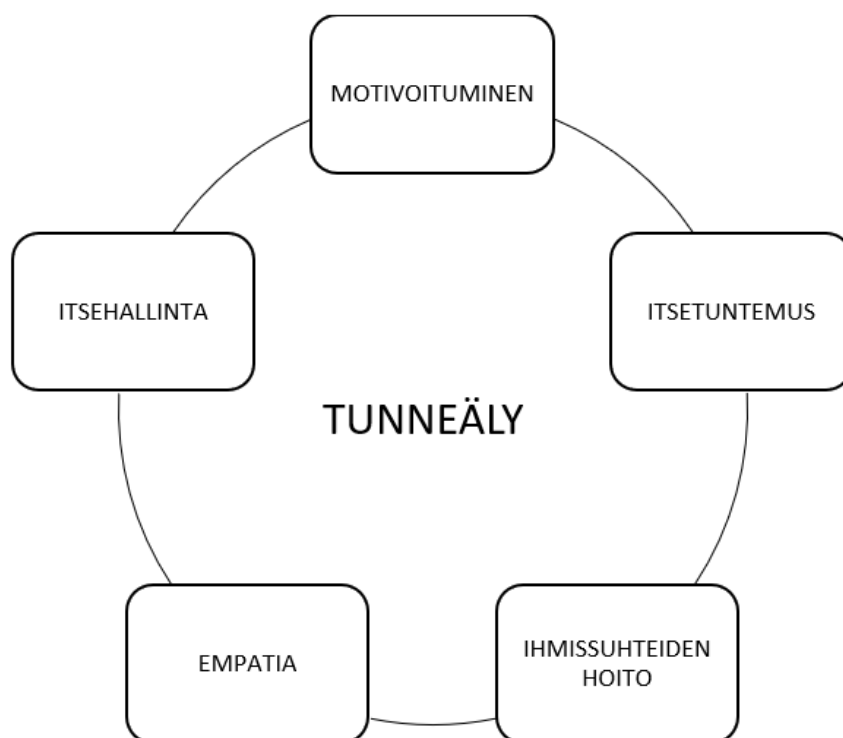 MOTIVOITUMINEN
ITSEHALLINTA
ITSETUNTEMUS
TUNNEÄLY
EMPATIA
IHMISSUHTEIDEN
HOITO